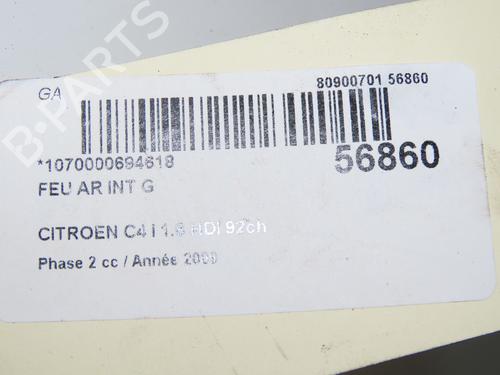 B-PARTS
GA
80900701 56860
*1070000694618
56860
FEU AR INT G
CITROEN C4 I 1.6 HDI 92ch
Phase 2 cc / Année 2009